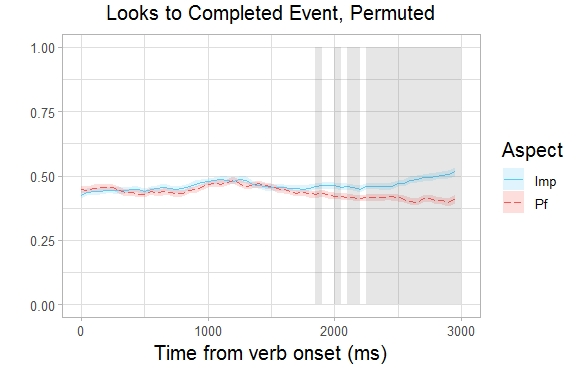 Looks to Completed Event, Permuted
1.00
0.75
0.50
0.25
0.00
0 1000 2000 3000
Time from verb onset (ms)
Aspect
Imp
Pf